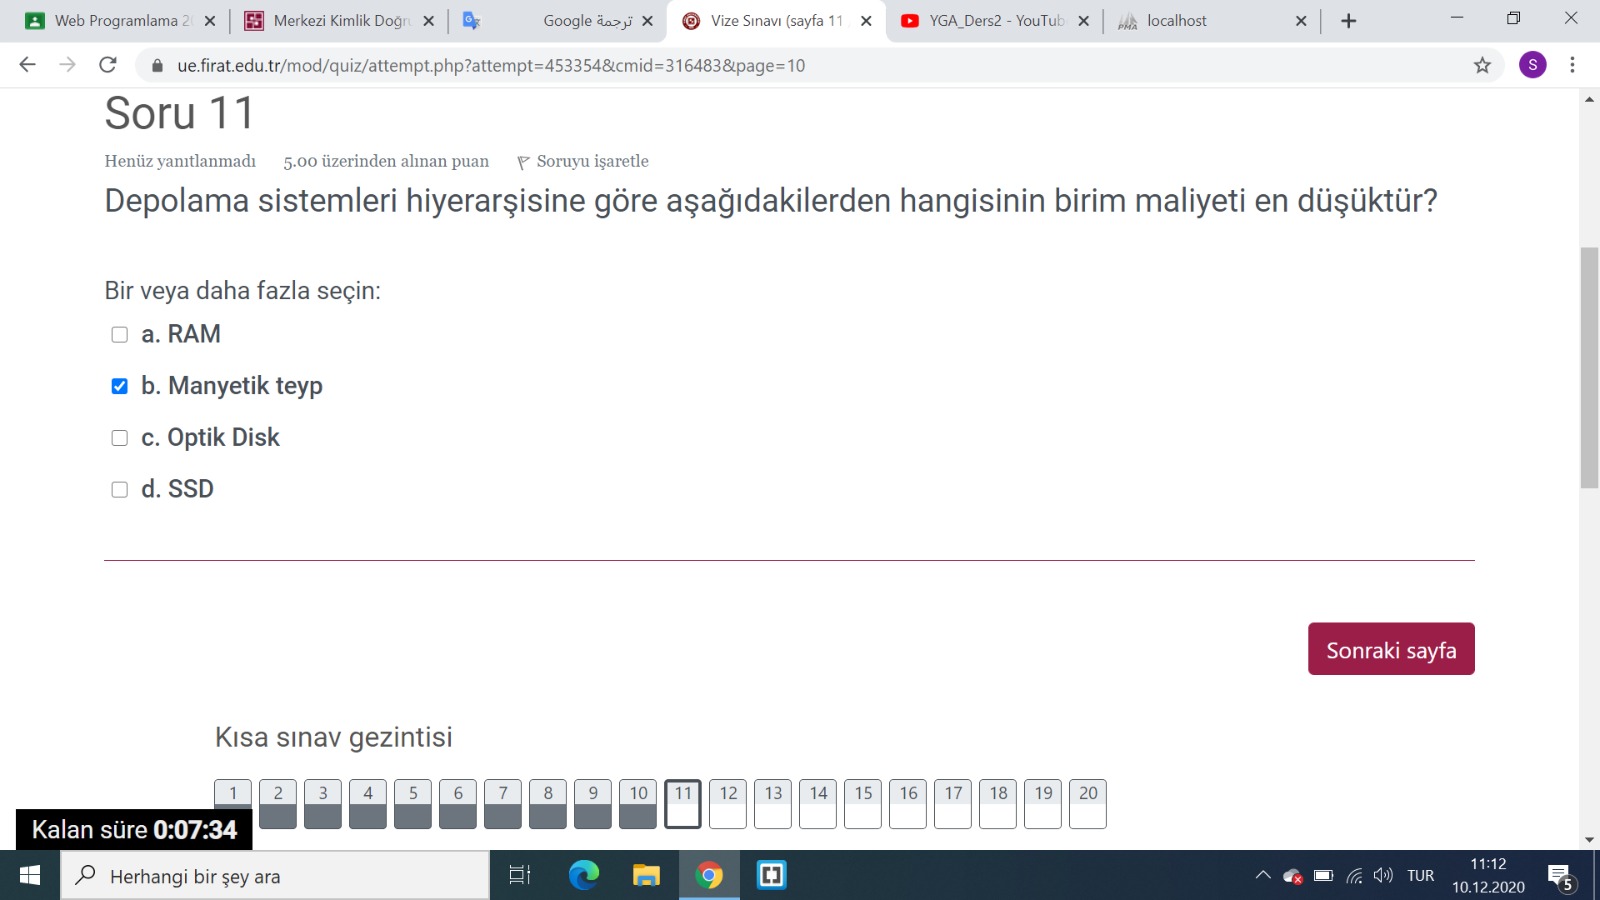 Web Programlama 2
Merkezi Kimlik Doğru
ترجمة Google
Vize Sınavı (sayfa 11
YGA_Ders2 - YouTub
PMA
localhost
ue.firat.edu.tr/mod/quiz/attempt.php?attempt=453354&cmid=316483&page=10
S
Soru 11
Henüz yanıtlanmadı 5.00 üzerinden alınan puan Soruyu işaretle
Depolama sistemleri hiyerarşisine göre aşağıdakilerden hangisinin birim maliyeti en düşüktür?
Bir veya daha fazla seçin:
a. RAM
b. Manyetik teyp
c. Optik Disk
d. SSD
Sonraki sayfa
Kısa sınav gezintisi
1 2 3 4 5 6 7 8 9 10 11 12 13 14 15 16 17 18 19 20
Kalan süre 0:07:34
Herhangi bir şey ara
TUR
11:12
10.12.2020
5